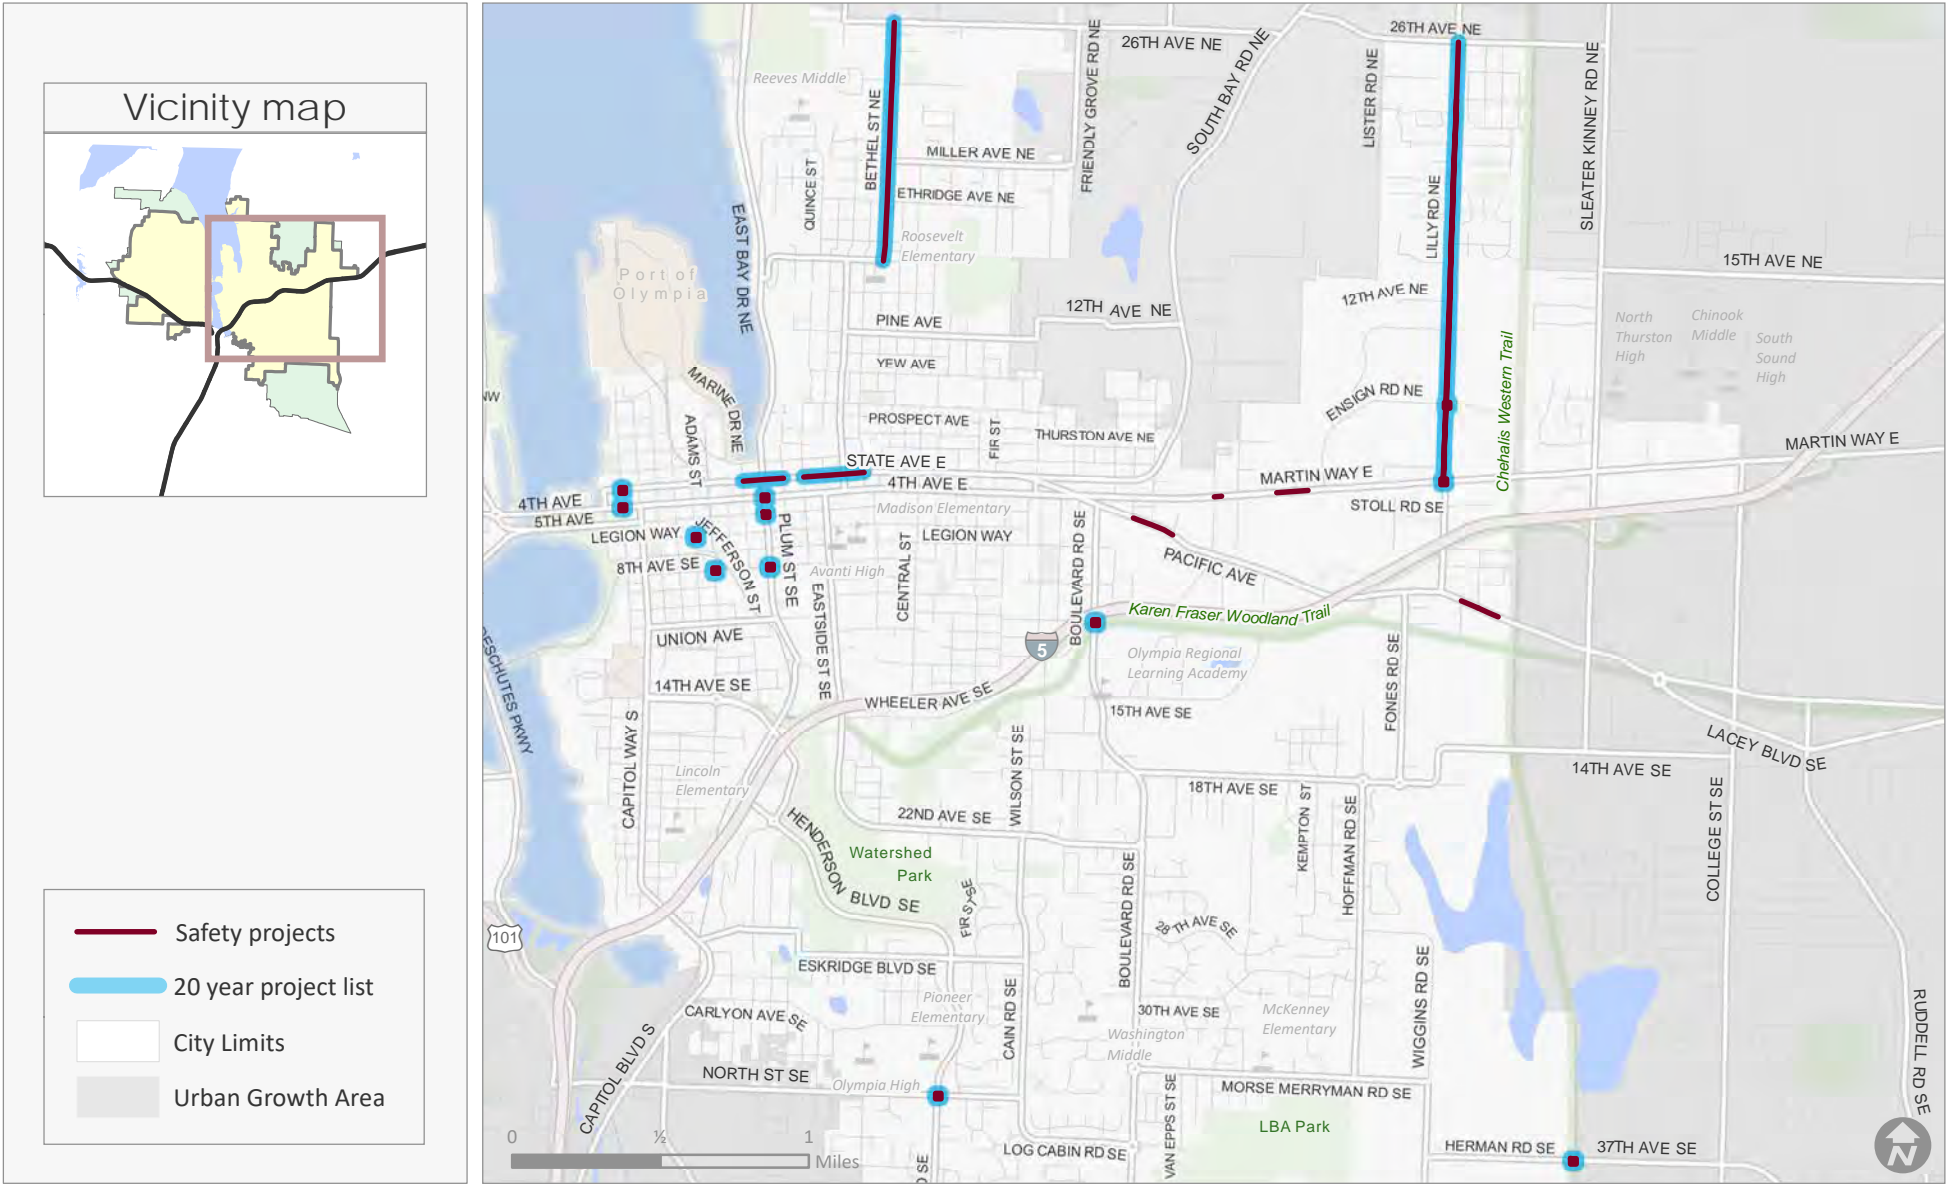 Vicinity map
Safety projects
20 year project list
City Limits
Urban Growth Area
26TH AVE NE
26TH AVE NE
Reeves Middle
BETHEL ST NE
FRIENDLY GROVE RD NE
SOUTH BAY RD NE
LISTER RD NE
SLEATER KINNEY RD NE
MILLER AVE NE
QUINCE ST
ETHRIDGE AVE NE
LILLY RD NE
EAST BAY DR NE
Roosevelt
Elementary
Port of
Olympia
15TH AVE NE
12TH AVE NE
12TH AVE NE
PINE AVE
North
Thurston
High
Chinook
Middle
South
Sound
High
YEW AVE
MARINE DR NE
ENSIGN RD NE
Chehalis Western Trail
NW
ADAMS ST
PROSPECT AVE
FIR ST
THURSTON AVE NE
MARTIN WAY E
STATE AVE E
MARTIN WAY E
4TH AVE E
4TH AVE
5TH AVE
Madison Elementary
STOLL RD SE
LEGION WAY
JEFFERSON ST
PLUM ST SE
LEGION WAY
BOULEVARD RD SE
PACIFIC AVE
8TH AVE SE
Avanti High
CENTRAL ST
EASTSIDE ST SE
Karen Fraser Woodland Trail
UNION AVE
5
Olympia Regional
Learning Academy
FONES RD SE
DESCHUTES PKWY
14TH AVE SE
WHEELER AVE SE
15TH AVE SE
CAPITOL WAY S
WILSON ST SE
LACEY BLVD SE
14TH AVE SE
Lincoln
Elementary
18TH AVE SE
KEMPTON ST
HOFFMAN RD SE
COLLEGE ST SE
HENDERSON BLVD SE
22ND AVE SE
Watershed
Park
FIR ST SE
BOULEVARD RD SE
28TH AVE SE
101
ESKRIDGE BLVD SE
WIGGINS RD SE
Pioneer
Elementary
CAIN RD SE
30TH AVE SE
McKenney
Elementary
RUDDELL RD SE
CARLYON AVE SE
CAPITOL BLVD S
Washington
Middle
NORTH ST SE
Olympia High
MORSE MERRYMAN RD SE
VAN EPPS ST SE
LBA Park
0 ½ 1
Miles
LOG CABIN RD SE
HERMAN RD SE
37TH AVE SE
D SE
N